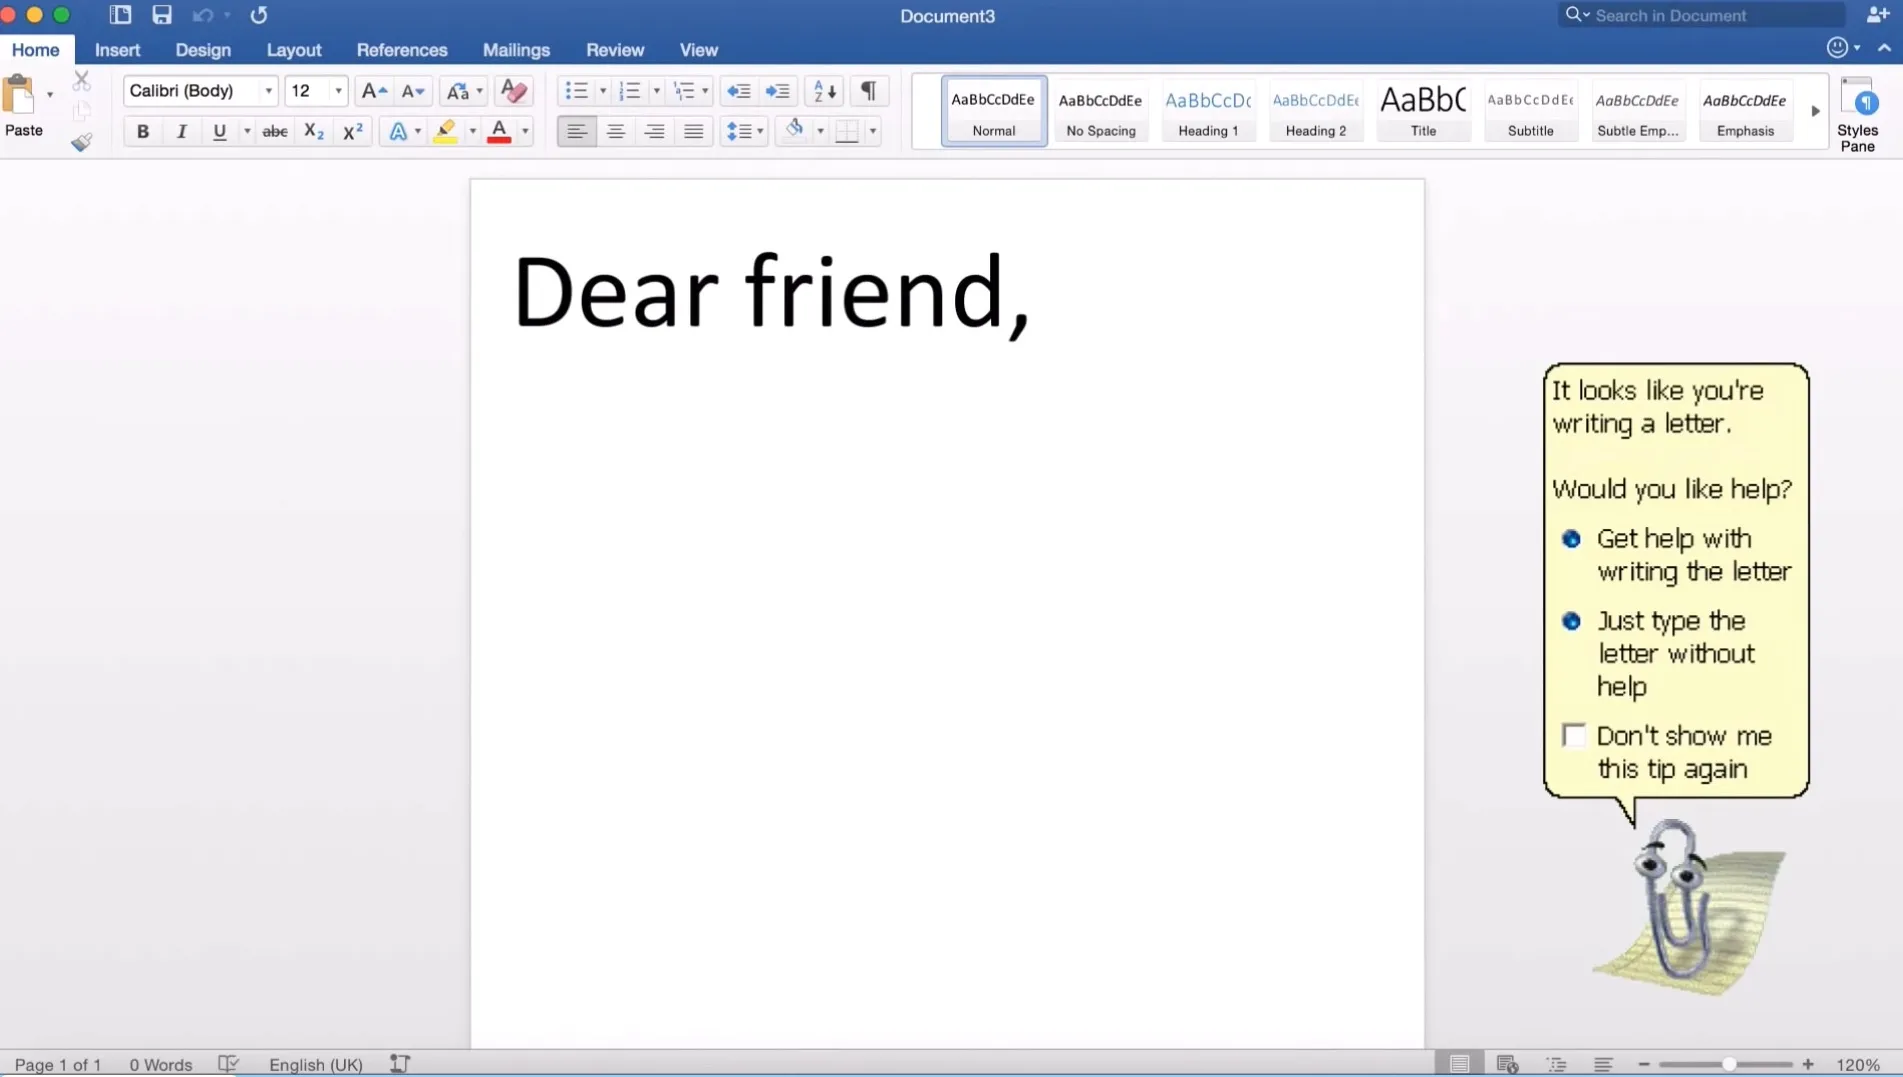 Document3
Search in Document
Home Insert Design Layout References Mailings Review View
Paste
Calibri (Body) 12 A A Aa A
B I U abc X2 X2 A A
A Z ¶
AaBbCcDdEe AaBbCcDdEe AaBbCcDc AaBbCcDdEe AaBbC AaBbCcDdEe AaBbCcDdEe AaBbCcDdEe
Normal No Spacing Heading 1 Heading 2 Title Subtitle Subtle Emp... Emphasis
Styles
Pane
Dear friend,
It looks like you're
writing a letter.
Would you like help?
Get help with
writing the letter
Just type the
letter without
help
Don't show me
this tip again
Page 1 of 1 0 Words English (UK) 120%